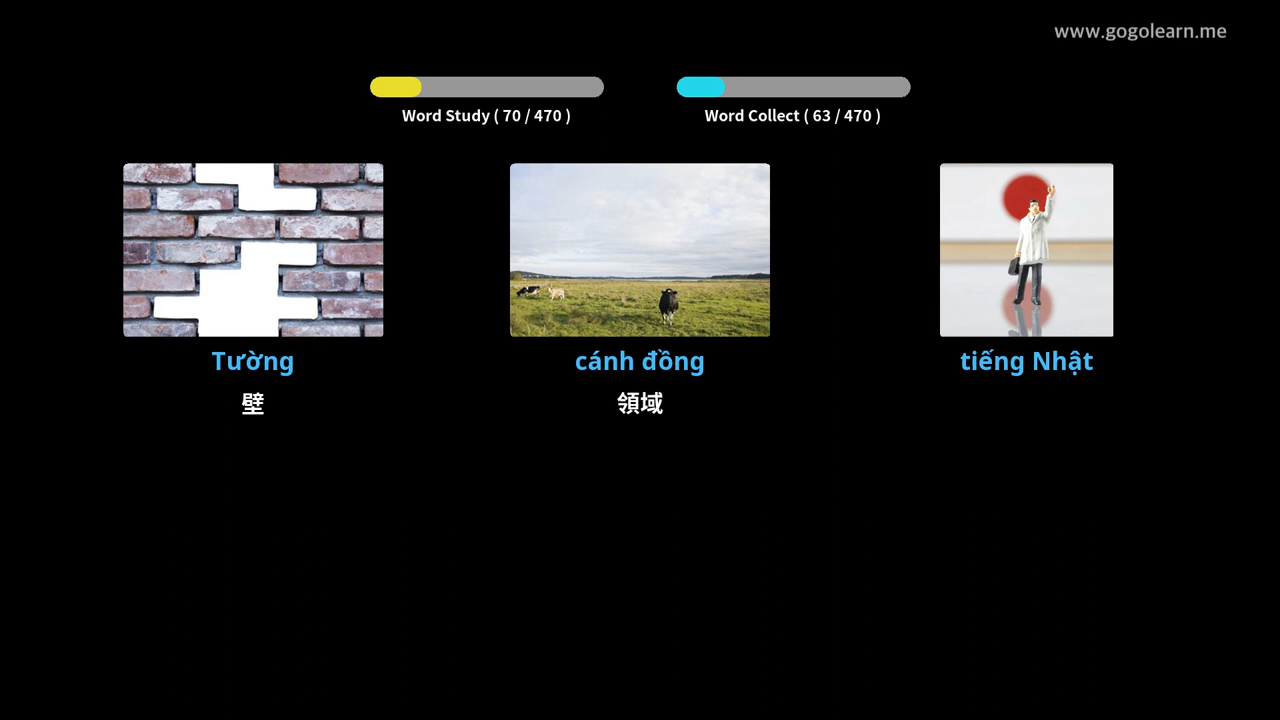 www.gogolearn.me
Word Study ( 70 / 470 )
Word Collect ( 63 / 470 )
Tường
cánh đồng
tiếng Nhật
壁
領域